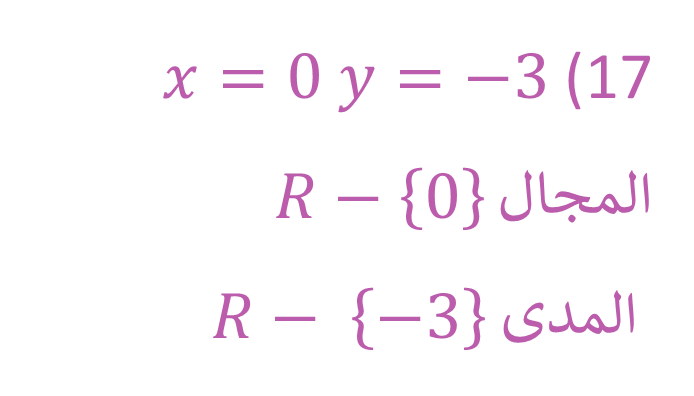 17) x = 0 y = −3
المجال R − {0}
المدى R − {−3}